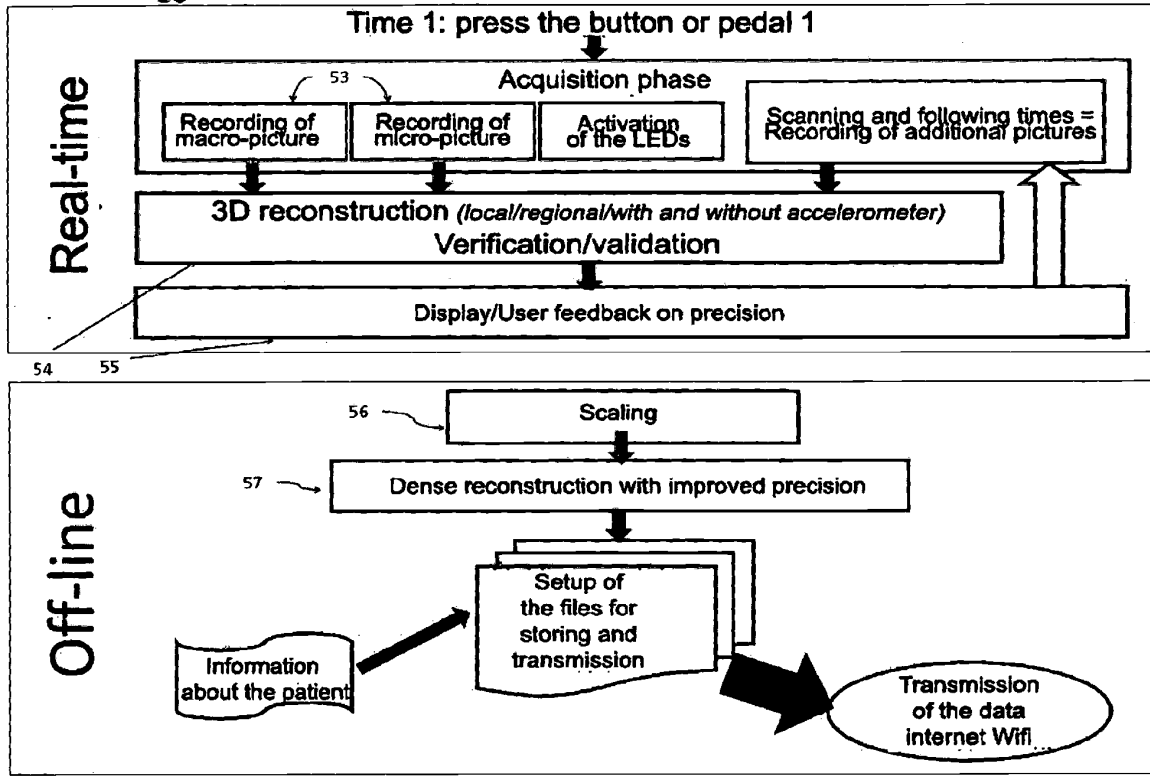 Time 1: press the button or pedal 1
Real-time
Acquisition phase
53
Recording of
macro-picture
Recording of
micro-picture
Activation
of the LEDs
Scanning and following times =
Recording of additional pictures
3D reconstruction (local/regional/with and without accelerometer)
Verification/validation
Display/User feedback on precision
54
55
Off-line
56
Scaling
57
Dense reconstruction with improved precision
Setup of
the files for
storing and
transmission
Information
about the patient
Transmission
of the data
internet Wifi